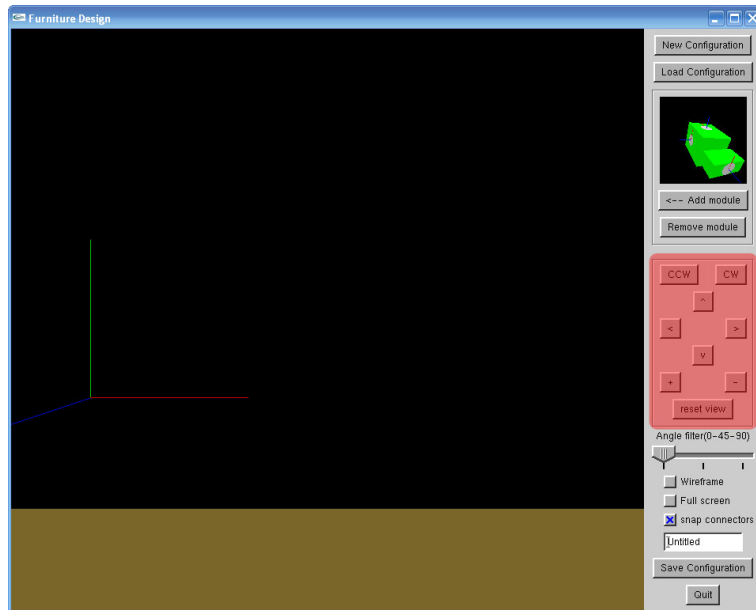 Furniture Design
New Configuration
Load Configuration
<-- Add module
Remove module
CCW CW
^
< >
v
+ -
reset view
Angle filter(0-45-90)
Wireframe
Full screen
snap connectors
Untitled
Save Configuration
Quit